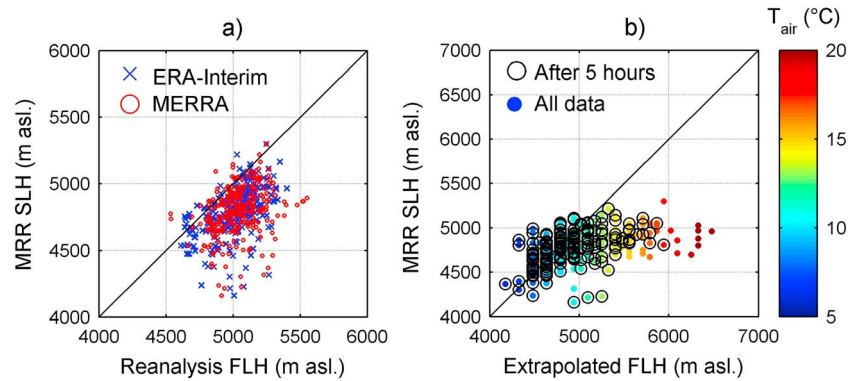 a)
b)
T_air (°C)
6000
5500
5000
4500
4000
4000 4500 5000 5500 6000
MRR SLH (m asl.)
Reanalysis FLH (m asl.)
ERA-Interim
MERRA
7000
6500
6000
5500
5000
4500
4000
4000 5000 6000 7000
MRR SLH (m asl.)
Extrapolated FLH (m asl.)
After 5 hours
All data
20
15
10
5